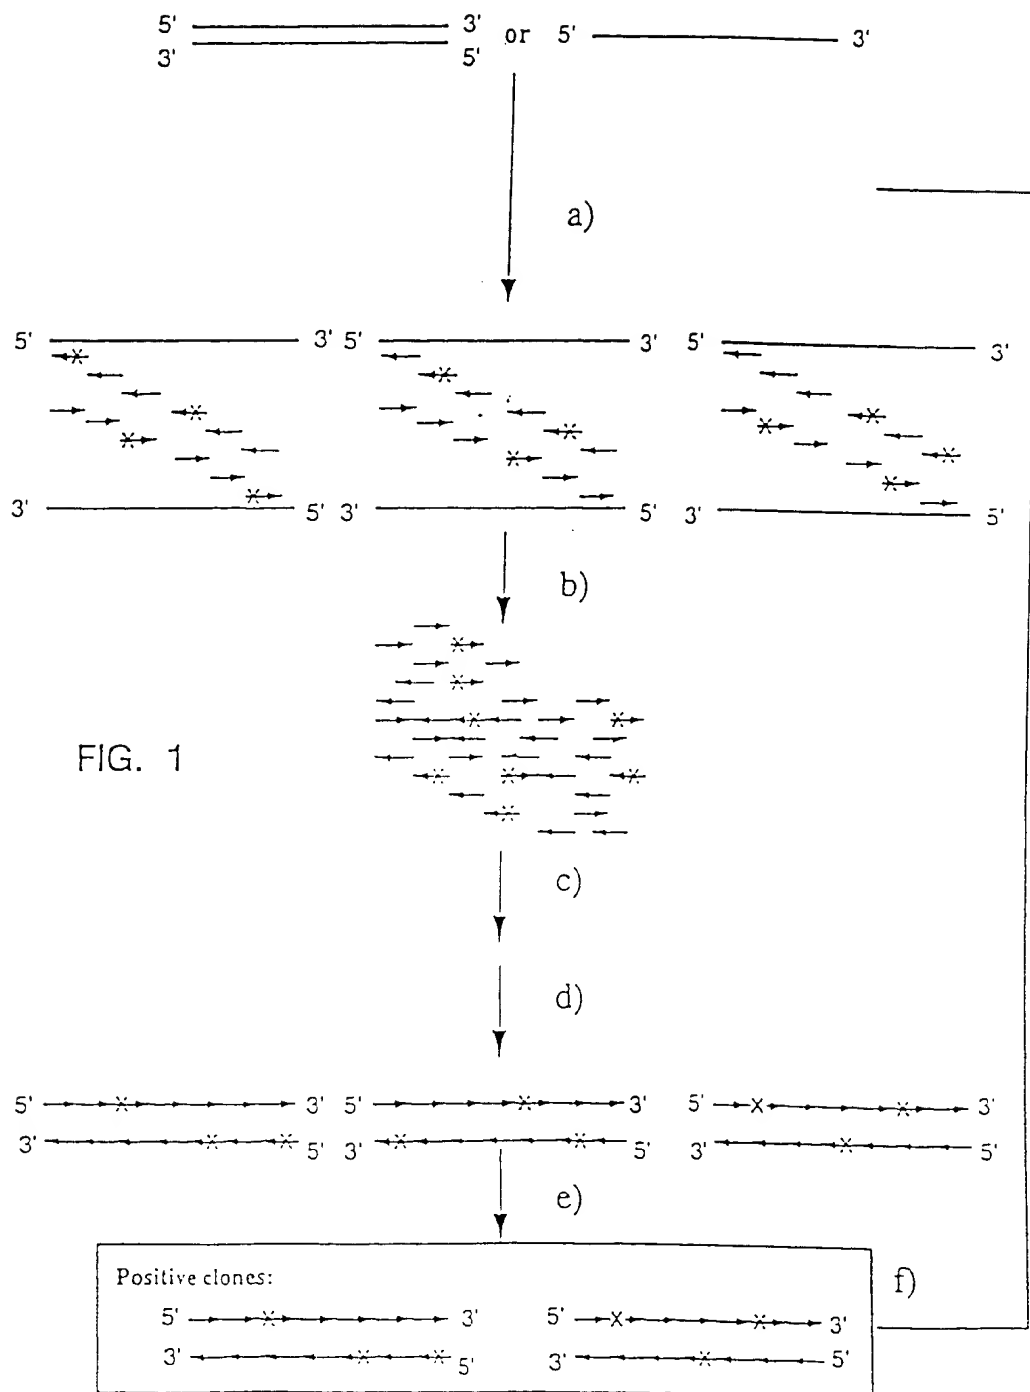 5' 3' or 5' 3'
3' 5'
a)
5' 3' 5' 3' 5' 3'
3' 5' 3' 5' 3' 5'
b)
FIG. 1
c)
d)
5' 3' 5' 3' 5' 3'
3' 5' 3' 5' 3' 5'
e)
Positive clones:
f)
5' 3' 5' 3'
3' 5' 3' 5'